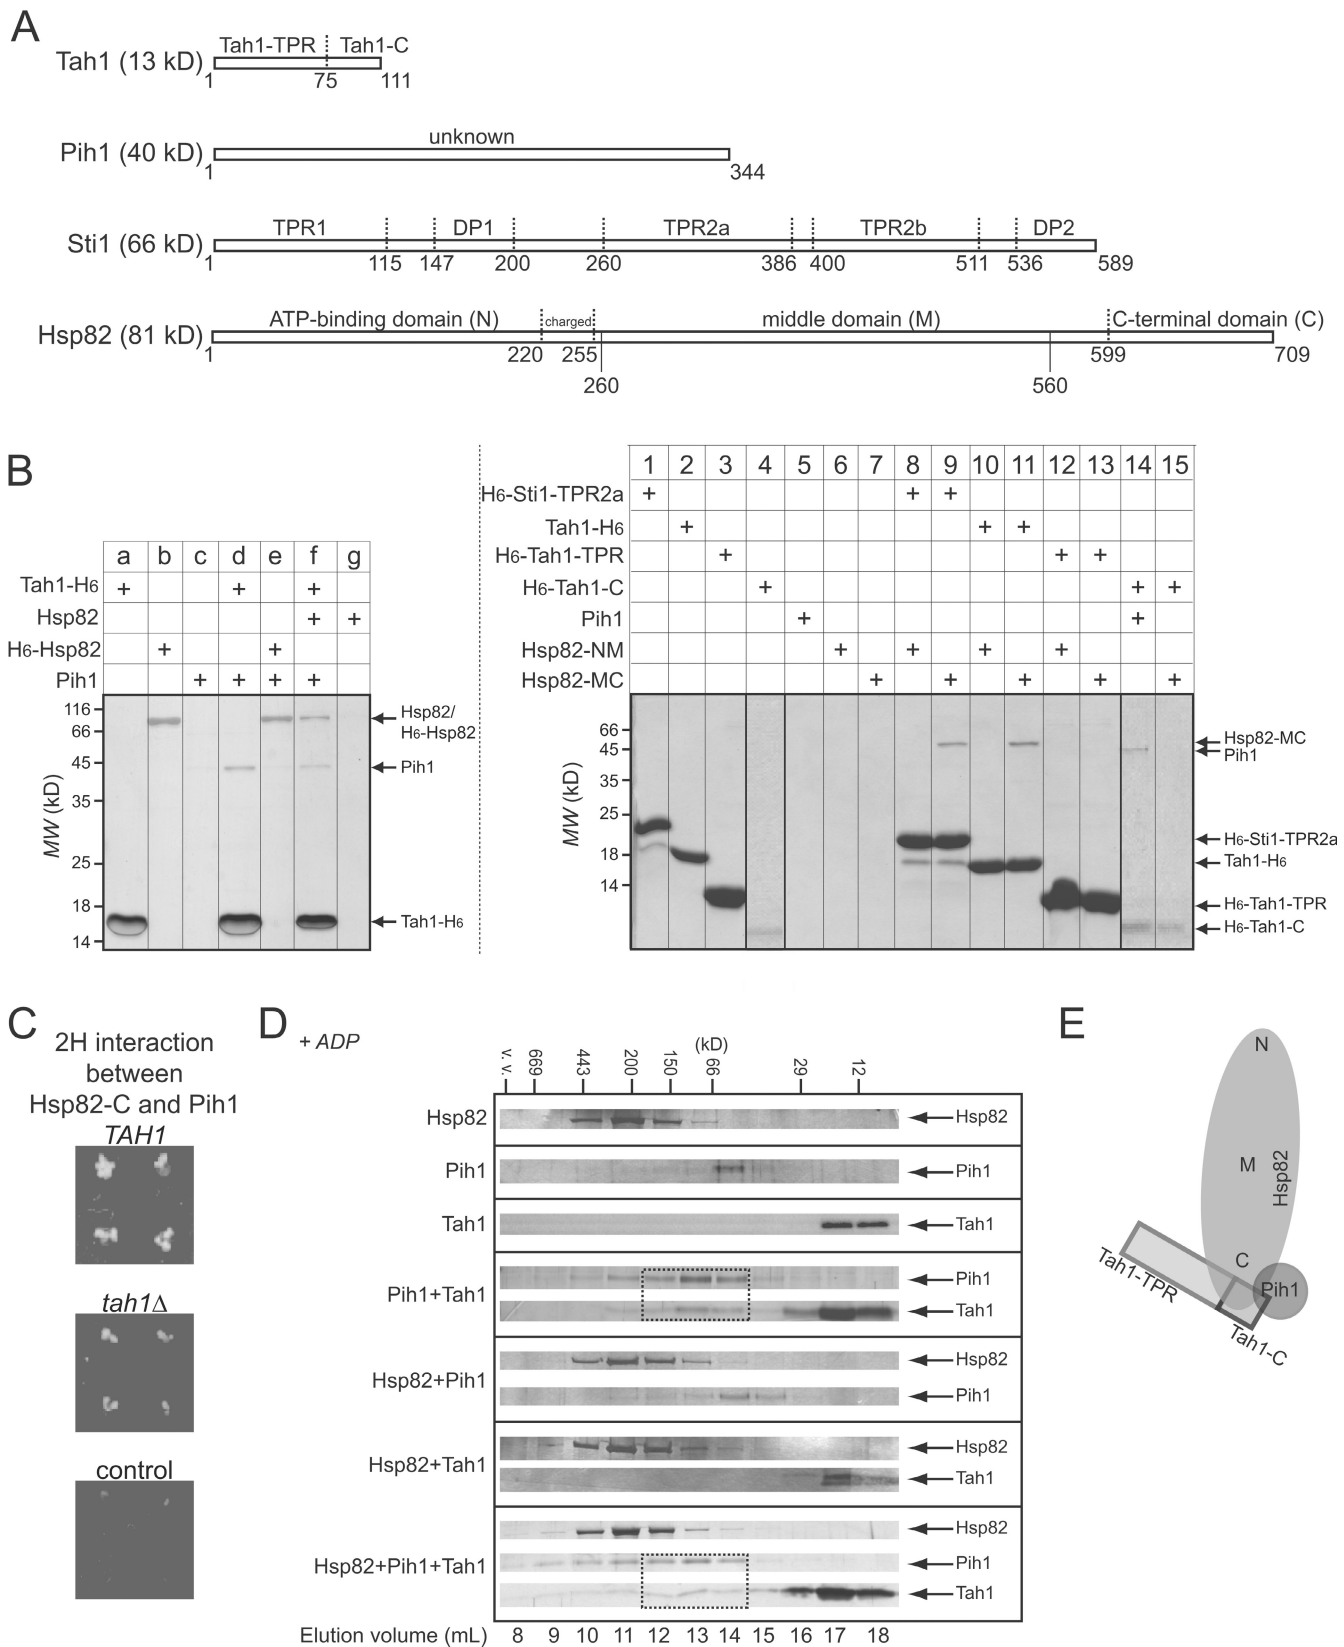 A
Tah1 (13 kD)
Tah1-TPR Tah1-C
1 75 111
Pih1 (40 kD)
unknown
1 344
Sti1 (66 kD)
TPR1 DP1 TPR2a TPR2b DP2
1 115 147 200 260 386 400 511 536 589
Hsp82 (81 kD)
ATP-binding domain (N) charged middle domain (M) C-terminal domain (C)
1 220 255 599 709
260 560
B
a b c d e f g
Tah1-H6 + + +
Hsp82 + +
H6-Hsp82 + +
Pih1 + + + +
MW (kD)
116
66
45
35
25
18
14
Hsp82/
H6-Hsp82
Pih1
Tah1-H6
1 2 3 4 5 6 7 8 9 10 11 12 13 14 15
H6-Sti1-TPR2a + + +
Tah1-H6 + + +
H6-Tah1-TPR + + +
H6-Tah1-C + + +
Pih1 + +
Hsp82-NM + + + +
Hsp82-MC + + + + +
MW (kD)
66
45
35
25
18
14
Hsp82-MC
Pih1
H6-Sti1-TPR2a
Tah1-H6
H6-Tah1-TPR
H6-Tah1-C
C
2H interaction
between
Hsp82-C and Pih1
TAH1
tah1Δ
control
D
+ ADP
(kD)
v. v. 669 443 200 150 66 29 12
Hsp82 Hsp82
Pih1 Pih1
Tah1 Tah1
Pih1+Tah1
Pih1
Tah1
Hsp82+Pih1
Hsp82
Pih1
Hsp82+Tah1
Hsp82
Tah1
Hsp82+Pih1+Tah1
Hsp82
Pih1
Tah1
Elution volume (mL) 8 9 10 11 12 13 14 15 16 17 18
E
N
M
Hsp82
C
Pih1
Tah1-TPR
Tah1-C